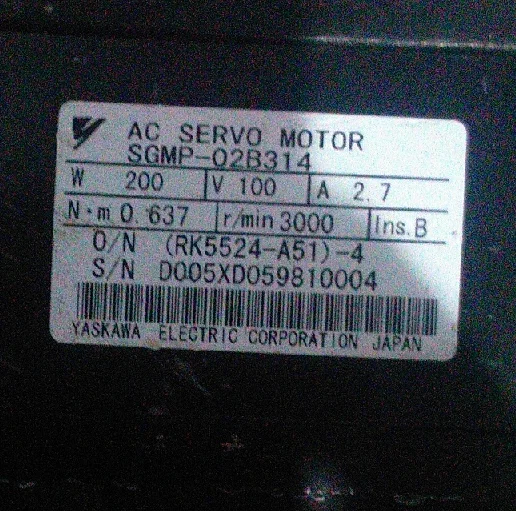 AC SERVO MOTOR
SGMP-02B314
W 200 V 100 A 2.7
N·m 0.637 r/min 3000 Ins.B
O/N (RK5524-A51)-4
S/N D005XD059810004
YASKAWA ELECTRIC CORPORATION JAPAN